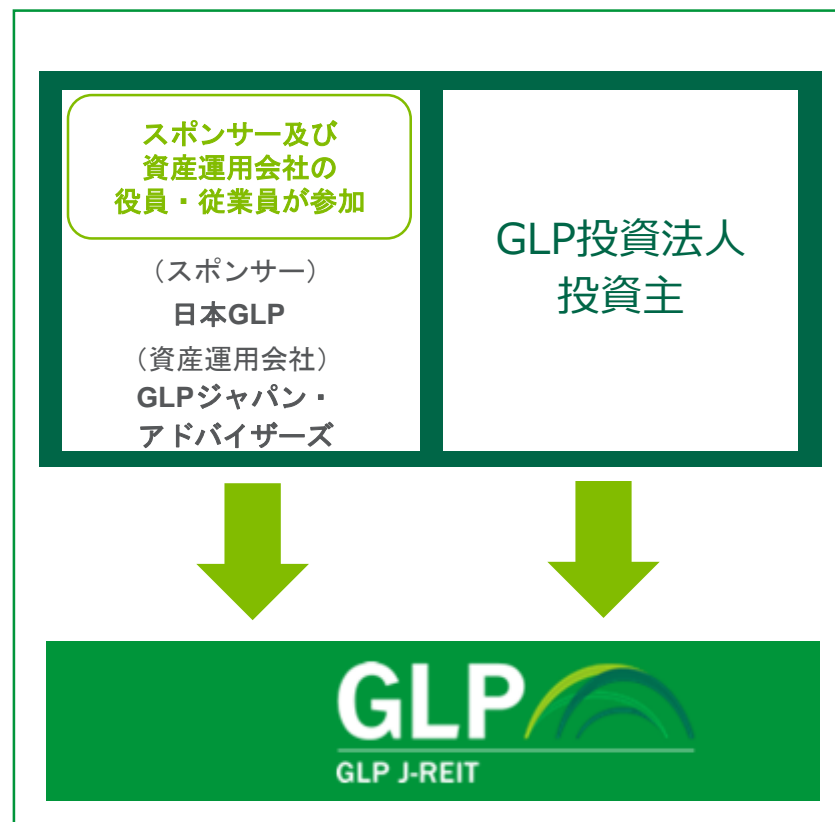 スポンサー及び
資産運用会社の
役員・従業員が参加
（スポンサー）
日本GLP
（資産運用会社）
GLPジャパン・
アドバイザーズ
GLP投資法人
投資主
GLP
GLP J-REIT